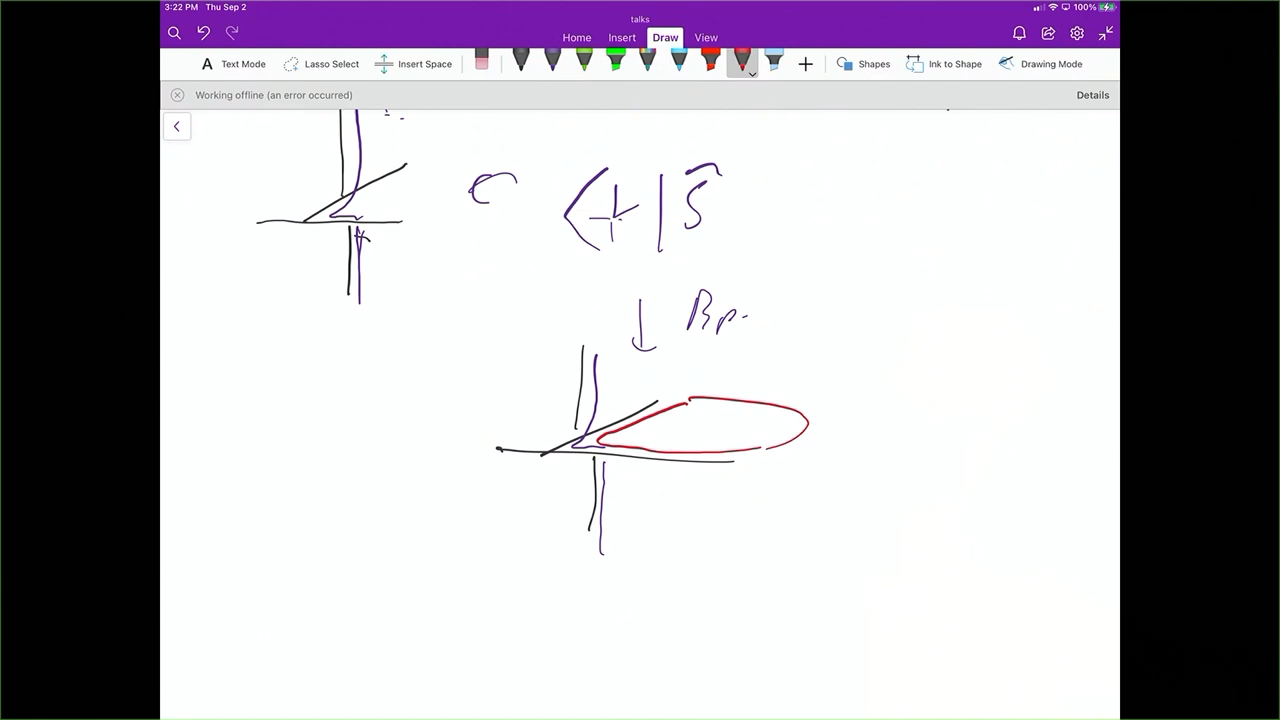 3:22 PM Thu Sep 2
100%
talks
Home Insert Draw View
Text Mode Lasso Select Insert Space Shapes Ink to Shape Drawing Mode
Working offline (an error occurred) Details